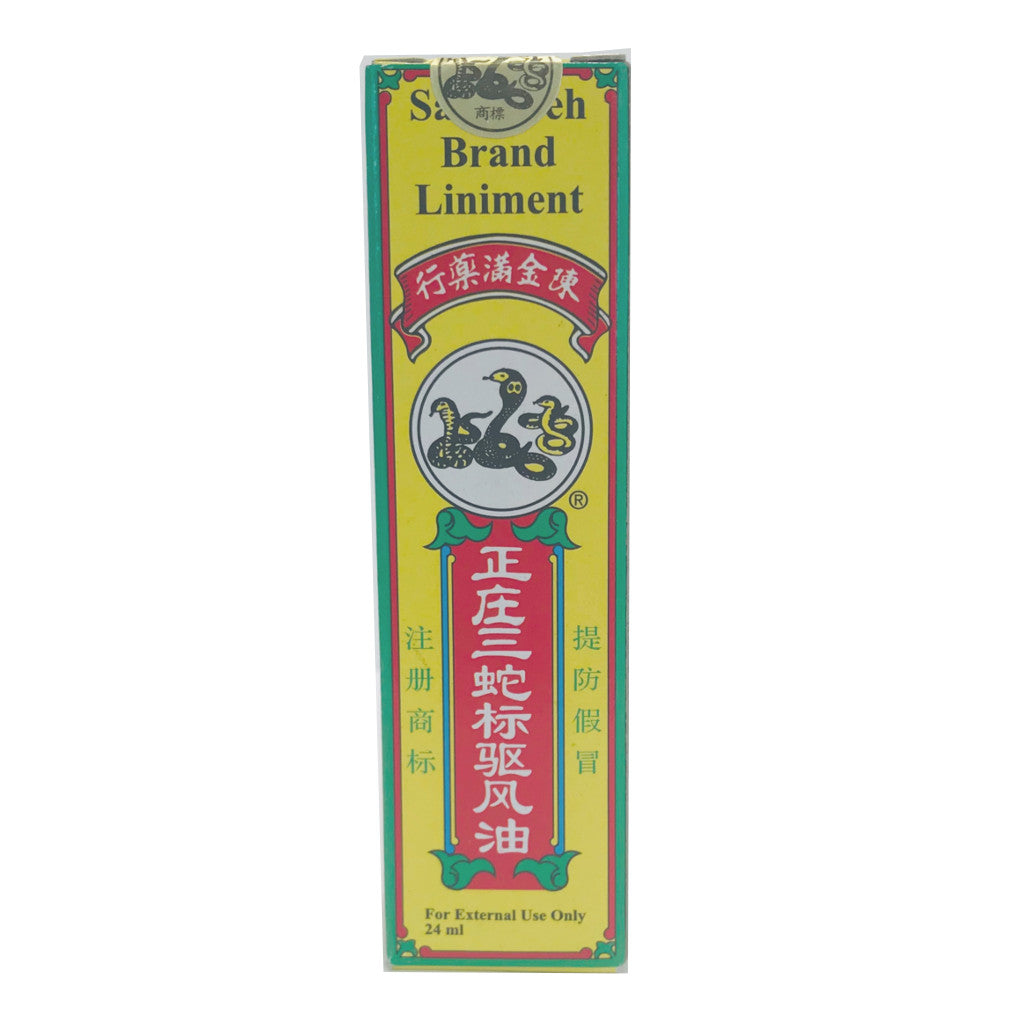 商標
Brand
Liniment
陳金滿藥行
®
正庄三蛇标驱风油
提防假冒
注册商标
For External Use Only
24 ml